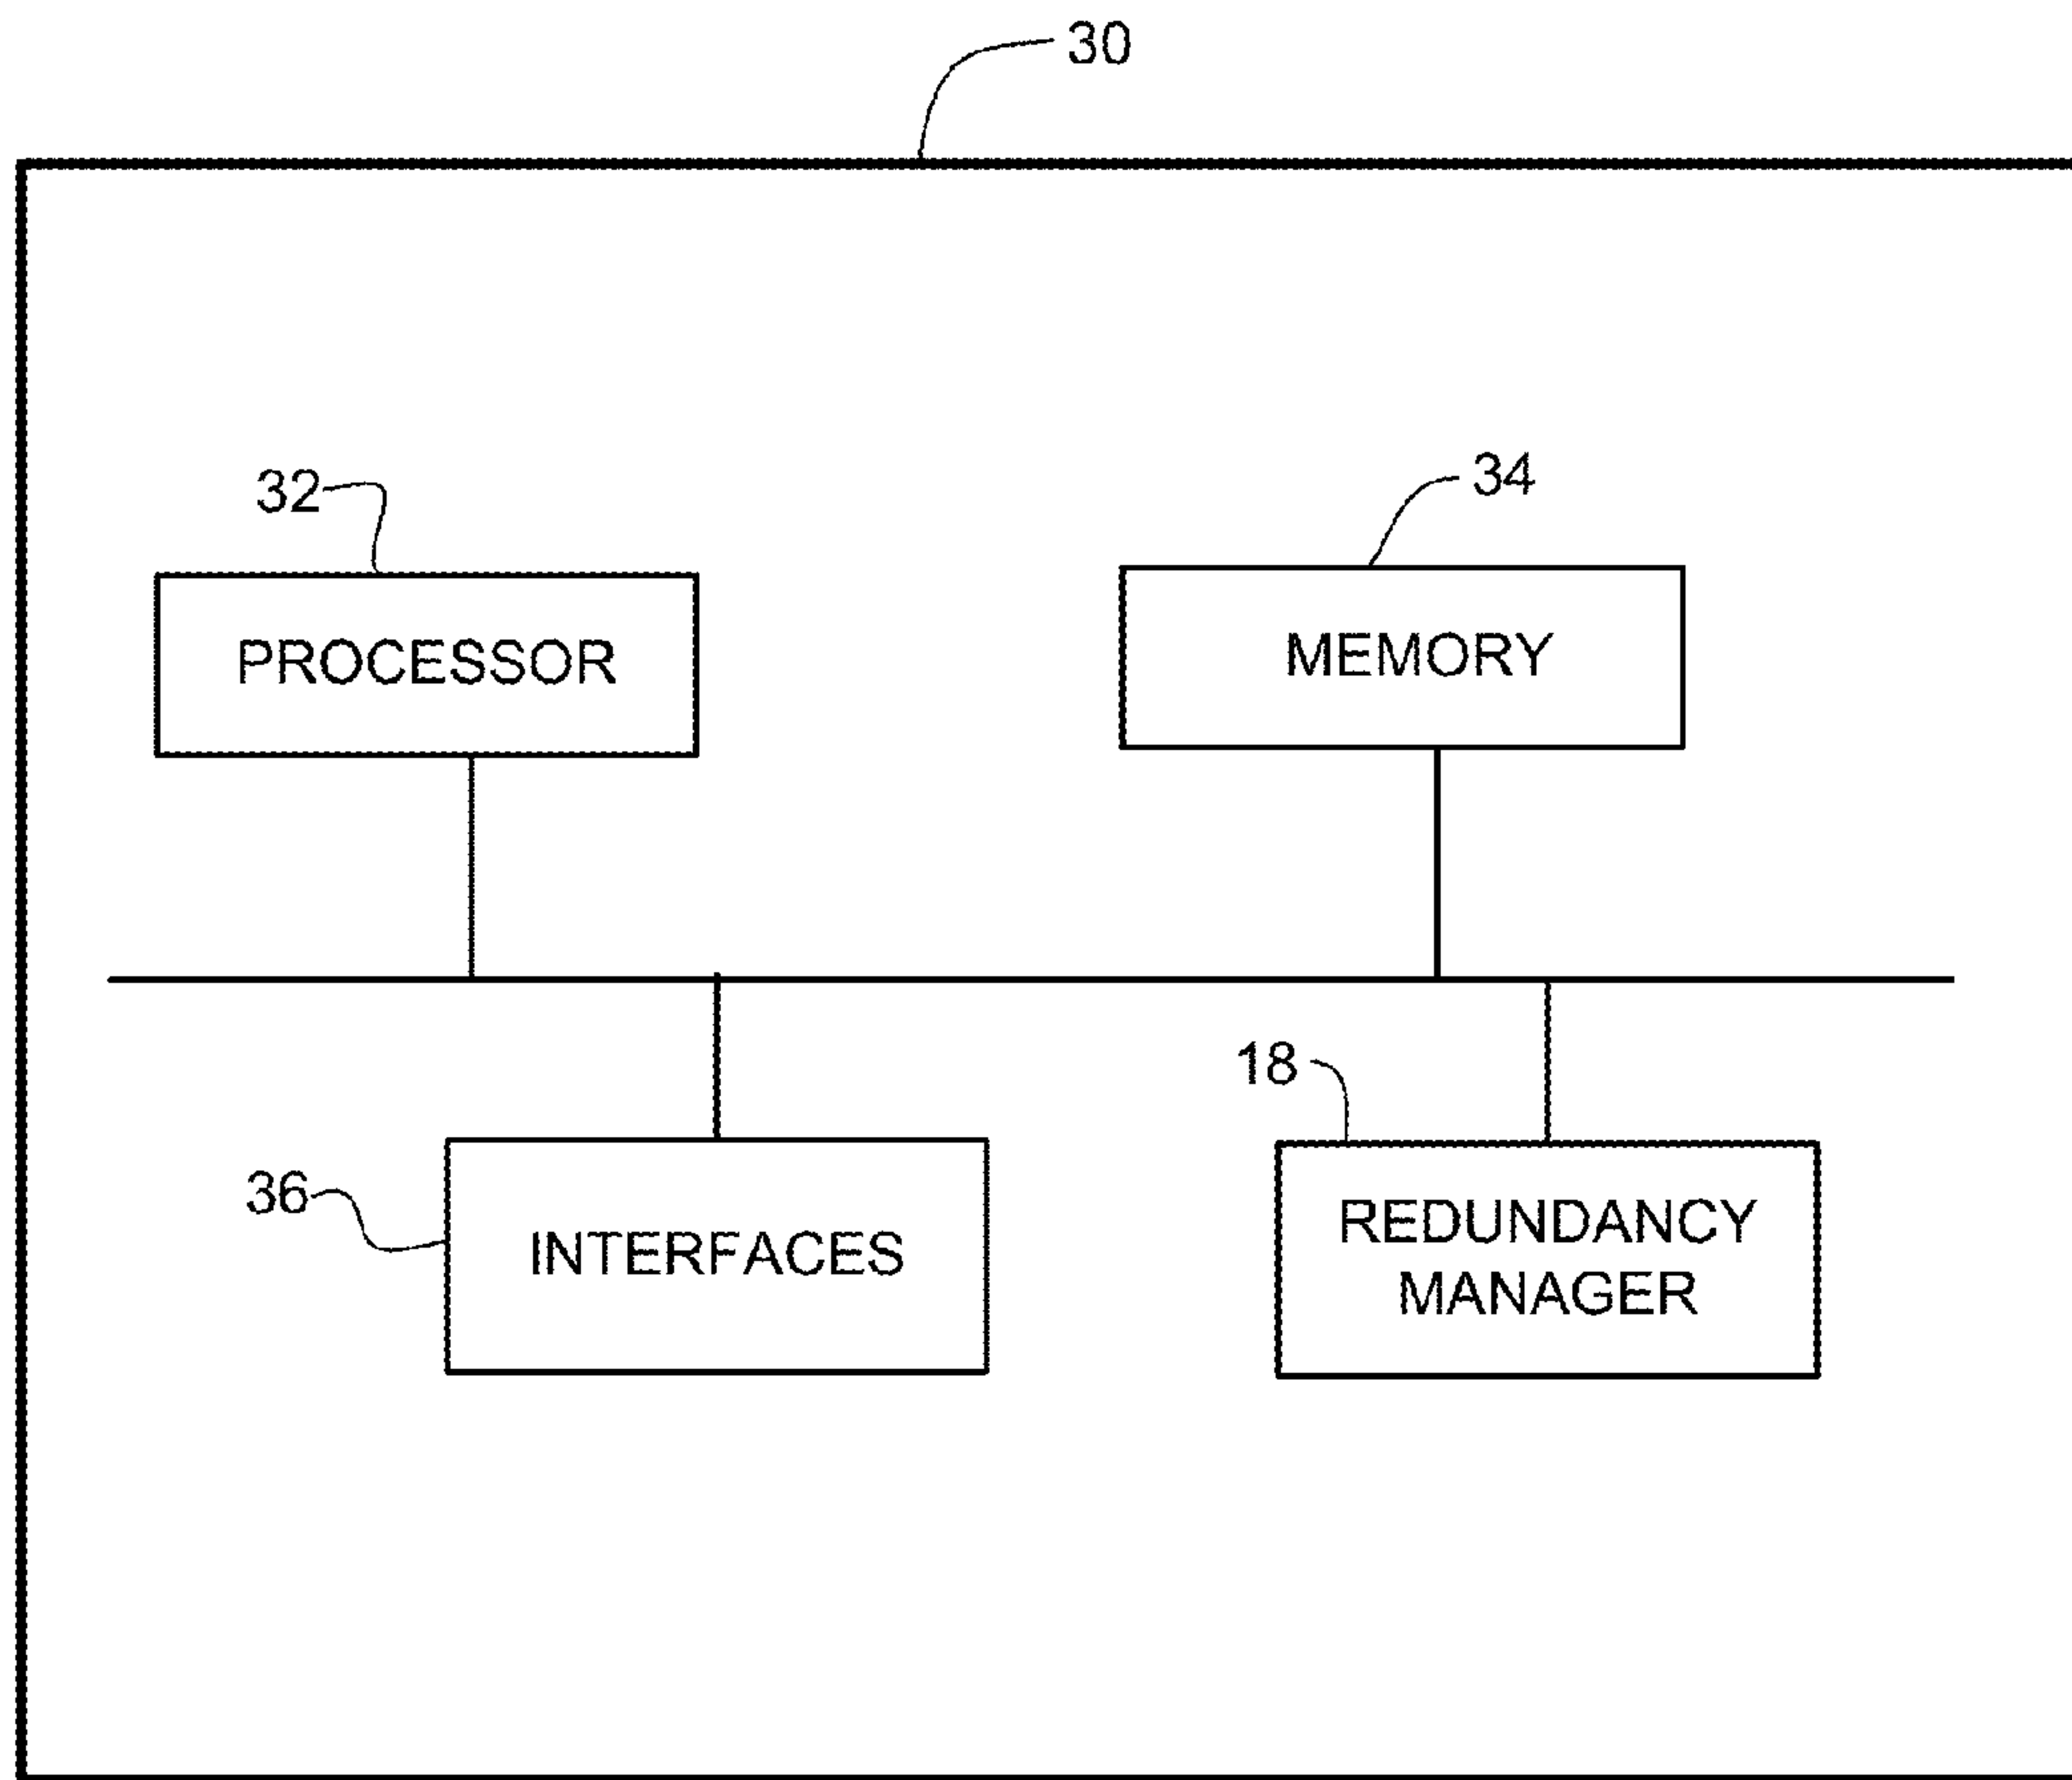 30
32
34
PROCESSOR
MEMORY
18
36
INTERFACES
REDUNDANCY
MANAGER